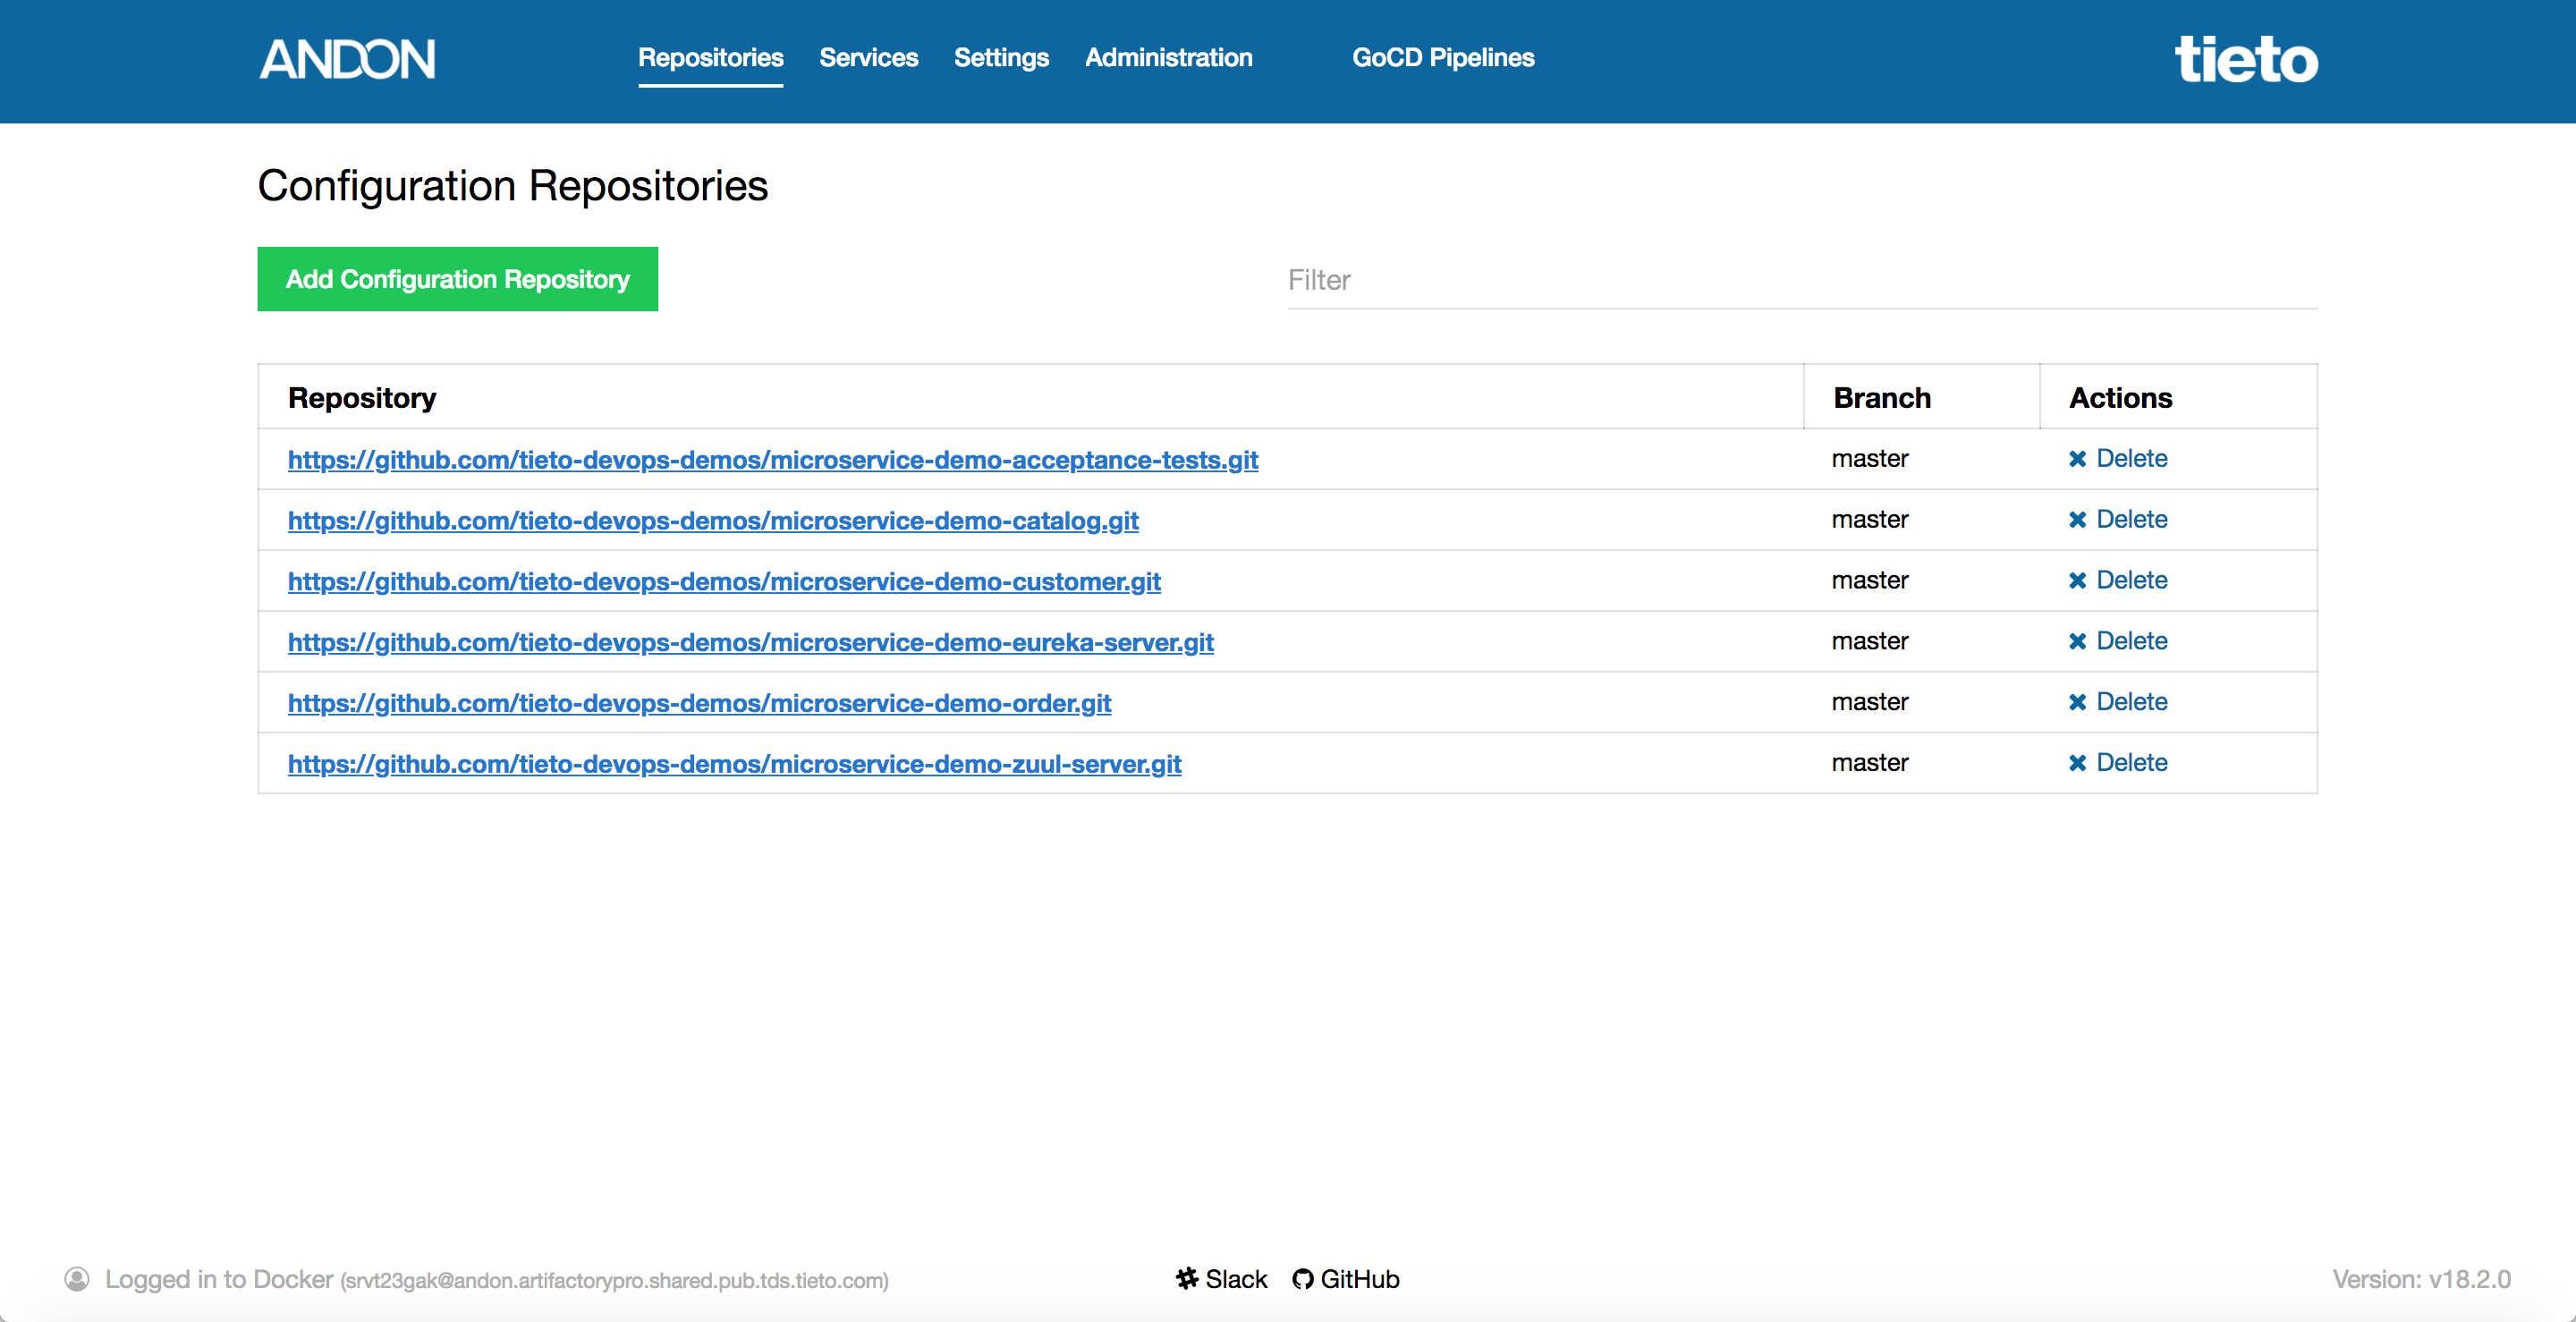 ANDON Repositories Services Settings Administration GoCD Pipelines tieto
Configuration Repositories
Add Configuration Repository Filter
Repository Branch Actions
https://github.com/tieto-devops-demos/microservice-demo-acceptance-tests.git master Delete
https://github.com/tieto-devops-demos/microservice-demo-catalog.git master Delete
https://github.com/tieto-devops-demos/microservice-demo-customer.git master Delete
https://github.com/tieto-devops-demos/microservice-demo-eureka-server.git master Delete
https://github.com/tieto-devops-demos/microservice-demo-order.git master Delete
https://github.com/tieto-devops-demos/microservice-demo-zuul-server.git master Delete
Logged in to Docker (srvt23gak@andon.artifactorypro.shared.pub.tds.tieto.com) Slack GitHub Version: v18.2.0